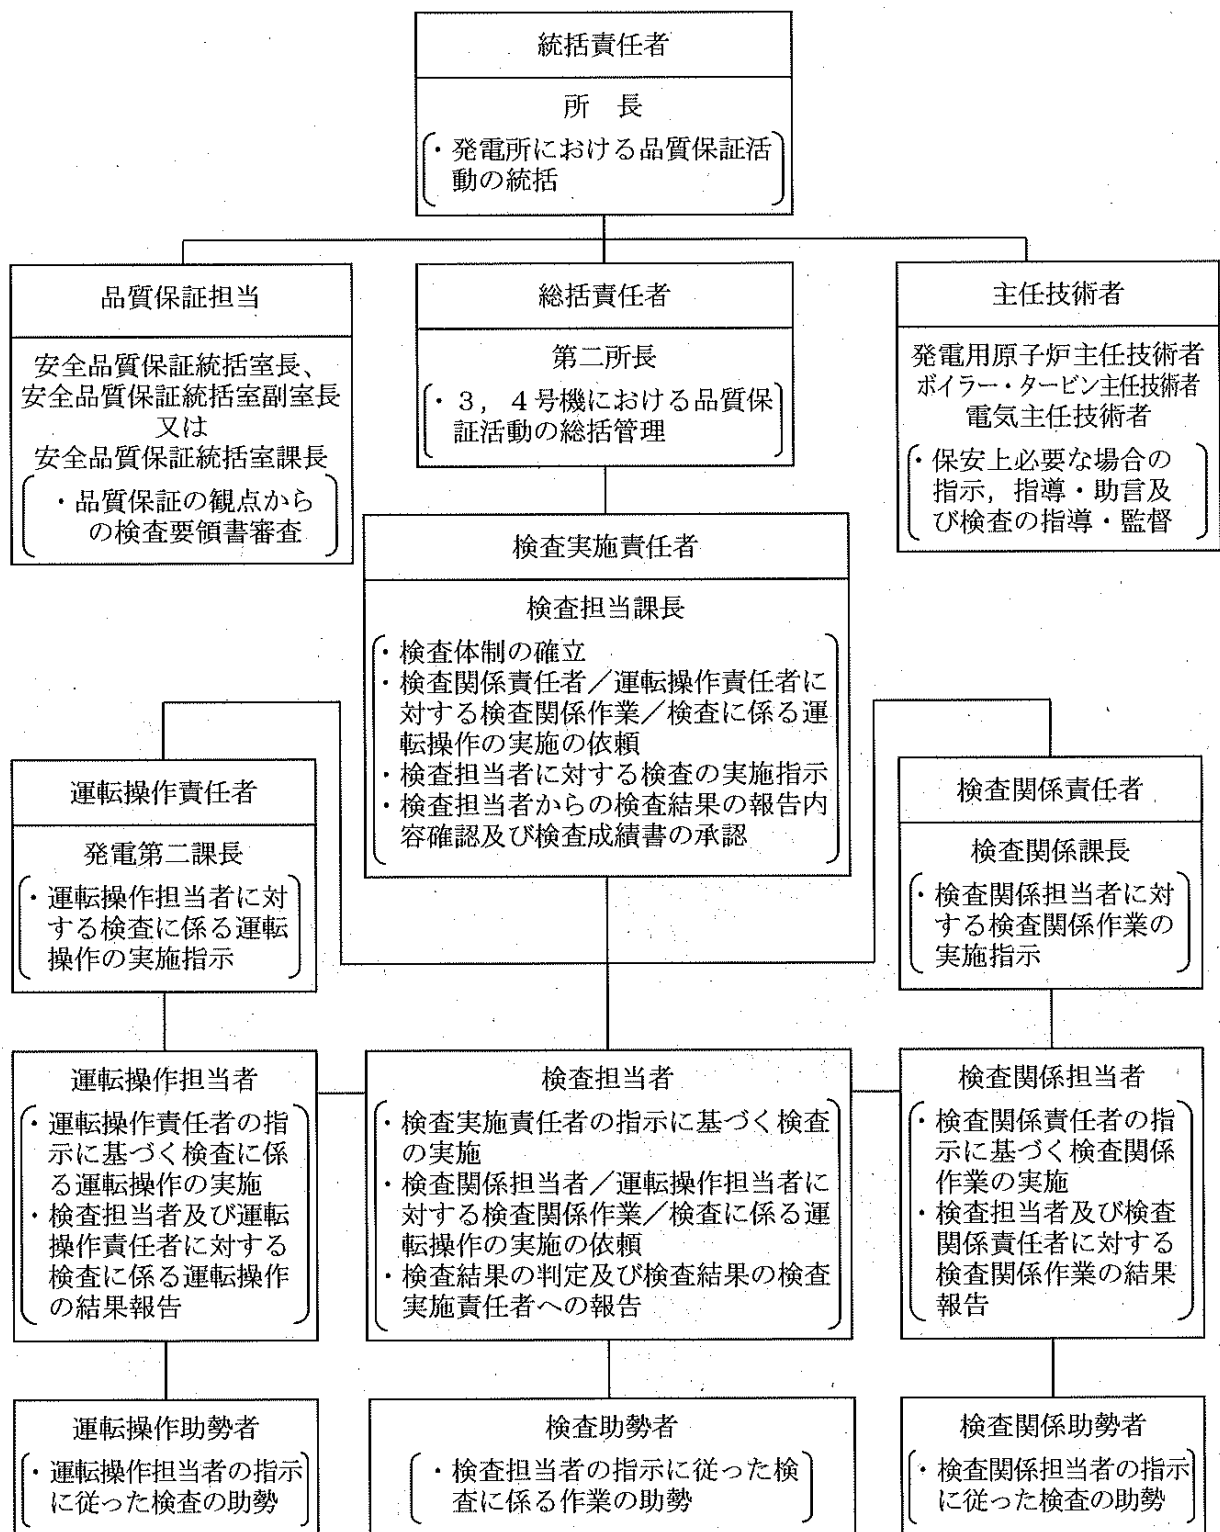 統括責任者
所 長
・発電所における品質保証活
動の統括
品質保証担当
安全品質保証統括室長、
安全品質保証統括室副室長
又は
安全品質保証統括室課長
・品質保証の観点から
の検査要領書審査
総括責任者
第二所長
・3，4号機における品質保
証活動の総括管理
主任技術者
発電用原子炉主任技術者
ボイラー・タービン主任技術者
電気主任技術者
・保安上必要な場合の
指示，指導・助言及
び検査の指導・監督
検査実施責任者
検査担当課長
・検査体制の確立
・検査関係責任者／運転操作責任者に
対する検査関係作業／検査に係る運
転操作の実施の依頼
・検査担当者に対する検査の実施指示
・検査担当者からの検査結果の報告内
容確認及び検査成績書の承認
運転操作責任者
発電第二課長
・運転操作担当者に対
する検査に係る運転
操作の実施指示
検査関係責任者
検査関係課長
・検査関係担当者に対
する検査関係作業の
実施指示
運転操作担当者
・運転操作責任者の指
示に基づく検査に係
る運転操作の実施
・検査担当者及び運転
操作責任者に対する
検査に係る運転操作
の結果報告
検査担当者
・検査実施責任者の指示に基づく検査
の実施
・検査関係担当者／運転操作担当者に
対する検査関係作業／検査に係る運
転操作の実施の依頼
・検査結果の判定及び検査結果の検査
実施責任者への報告
検査関係担当者
・検査関係責任者の指
示に基づく検査関係
作業の実施
・検査担当者及び検査
関係責任者に対する
検査関係作業の結果
報告
運転操作助勢者
・運転操作担当者の指示
に従った検査の助勢
検査助勢者
・検査担当者の指示に従った検
査に係る作業の助勢
検査関係助勢者
・検査関係担当者の指示
に従った検査の助勢